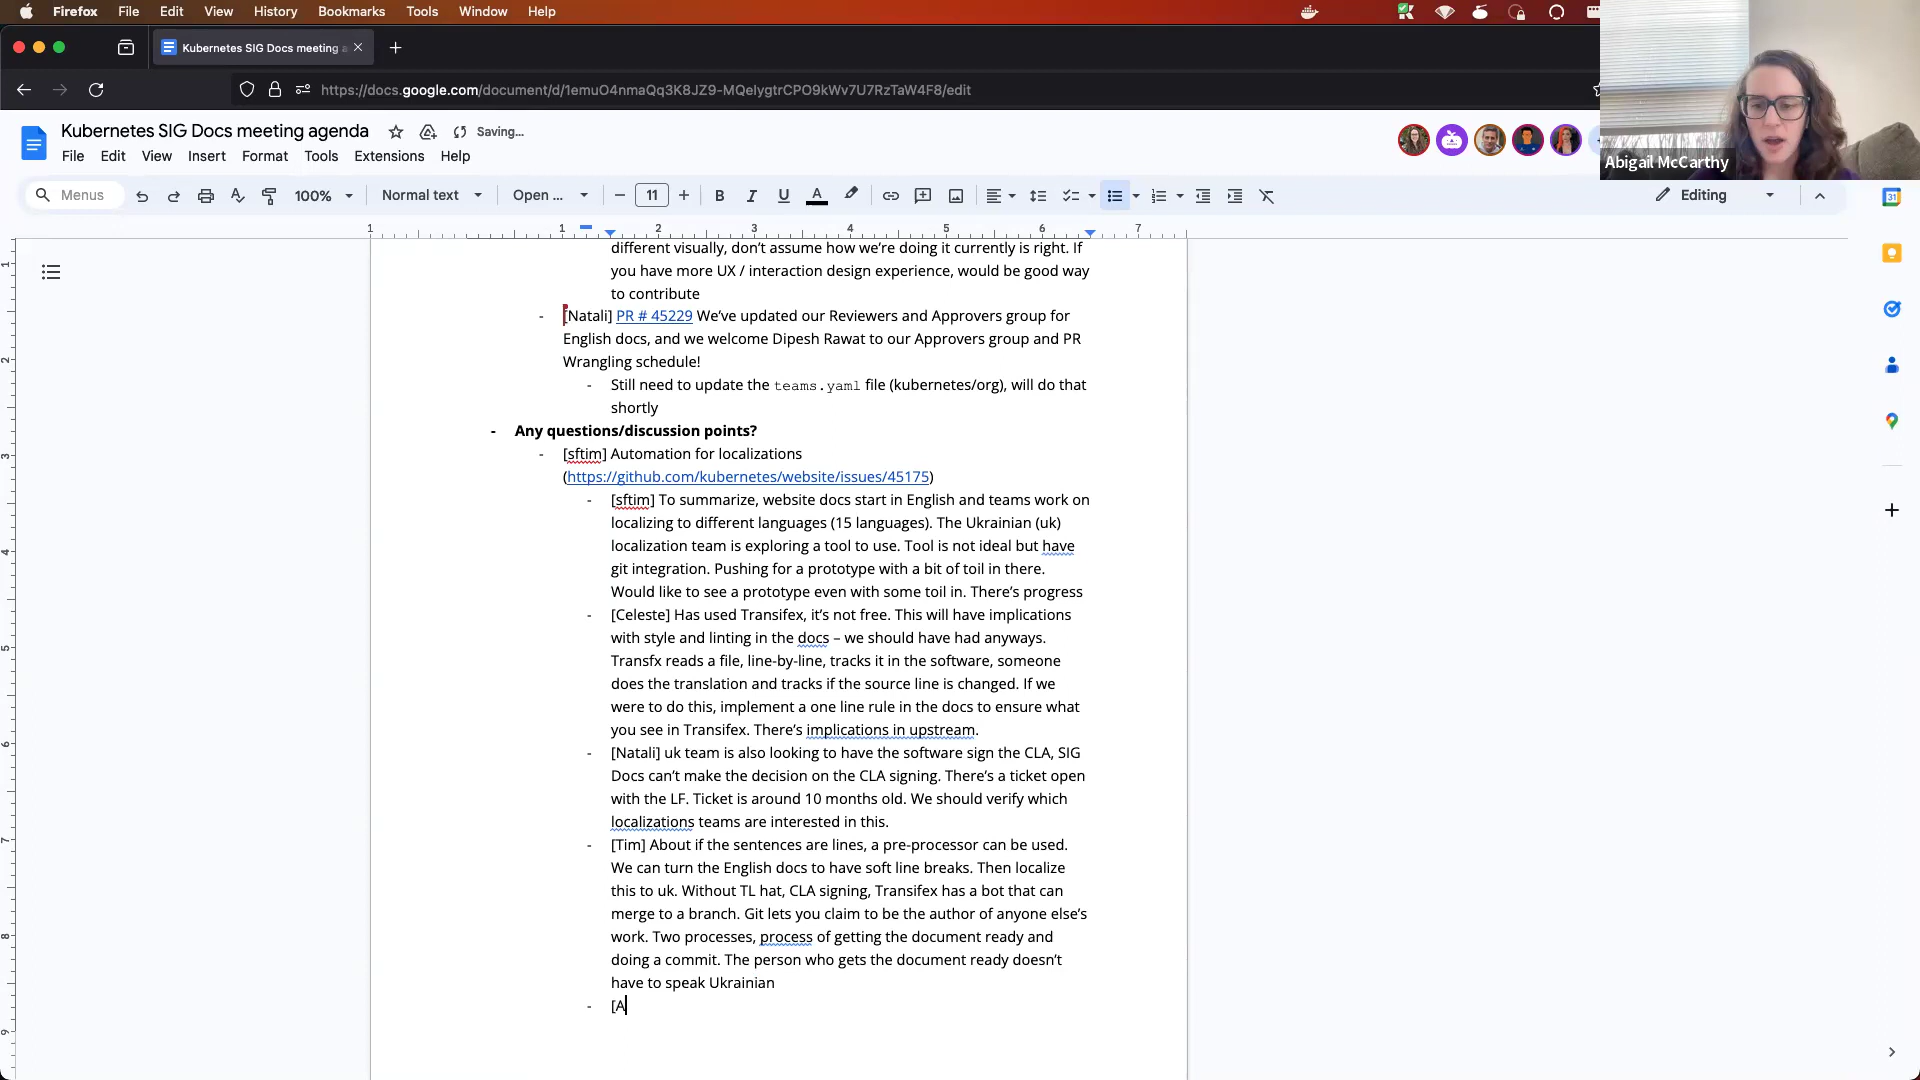 Firefox File Edit View History Bookmarks Tools Window Help
Kubernetes SIG Docs meeting a
https://docs.google.com/document/d/1emuO4nmaQq3K8JZ9-MQelygtrCPO9kWv7U7RzTaW4F8/edit
Kubernetes SIG Docs meeting agenda Saving...
File Edit View Insert Format Tools Extensions Help
Abigail McCarthy
Menus 100% Normal text Open ... 11 B I U A Editing
31
1 1 2 3 4 5 6 7
different visually, don’t assume how we’re doing it currently is right. If
you have more UX / interaction design experience, would be good way
to contribute
- [Natali] PR # 45229 We’ve updated our Reviewers and Approvers group for
English docs, and we welcome Dipesh Rawat to our Approvers group and PR
Wrangling schedule!
- Still need to update the teams.yaml file (kubernetes/org), will do that
shortly
- Any questions/discussion points?
- [sftim] Automation for localizations
(https://github.com/kubernetes/website/issues/45175)
- [sftim] To summarize, website docs start in English and teams work on
localizing to different languages (15 languages). The Ukrainian (uk)
localization team is exploring a tool to use. Tool is not ideal but have
git integration. Pushing for a prototype with a bit of toil in there.
Would like to see a prototype even with some toil in. There’s progress
- [Celeste] Has used Transifex, it’s not free. This will have implications
with style and linting in the docs – we should have had anyways.
Transfx reads a file, line-by-line, tracks it in the software, someone
does the translation and tracks if the source line is changed. If we
were to do this, implement a one line rule in the docs to ensure what
you see in Transifex. There’s implications in upstream.
- [Natali] uk team is also looking to have the software sign the CLA, SIG
Docs can’t make the decision on the CLA signing. There’s a ticket open
with the LF. Ticket is around 10 months old. We should verify which
localizations teams are interested in this.
- [Tim] About if the sentences are lines, a pre-processor can be used.
We can turn the English docs to have soft line breaks. Then localize
this to uk. Without TL hat, CLA signing, Transifex has a bot that can
merge to a branch. Git lets you claim to be the author of anyone else’s
work. Two processes, process of getting the document ready and
doing a commit. The person who gets the document ready doesn’t
have to speak Ukrainian
- [A